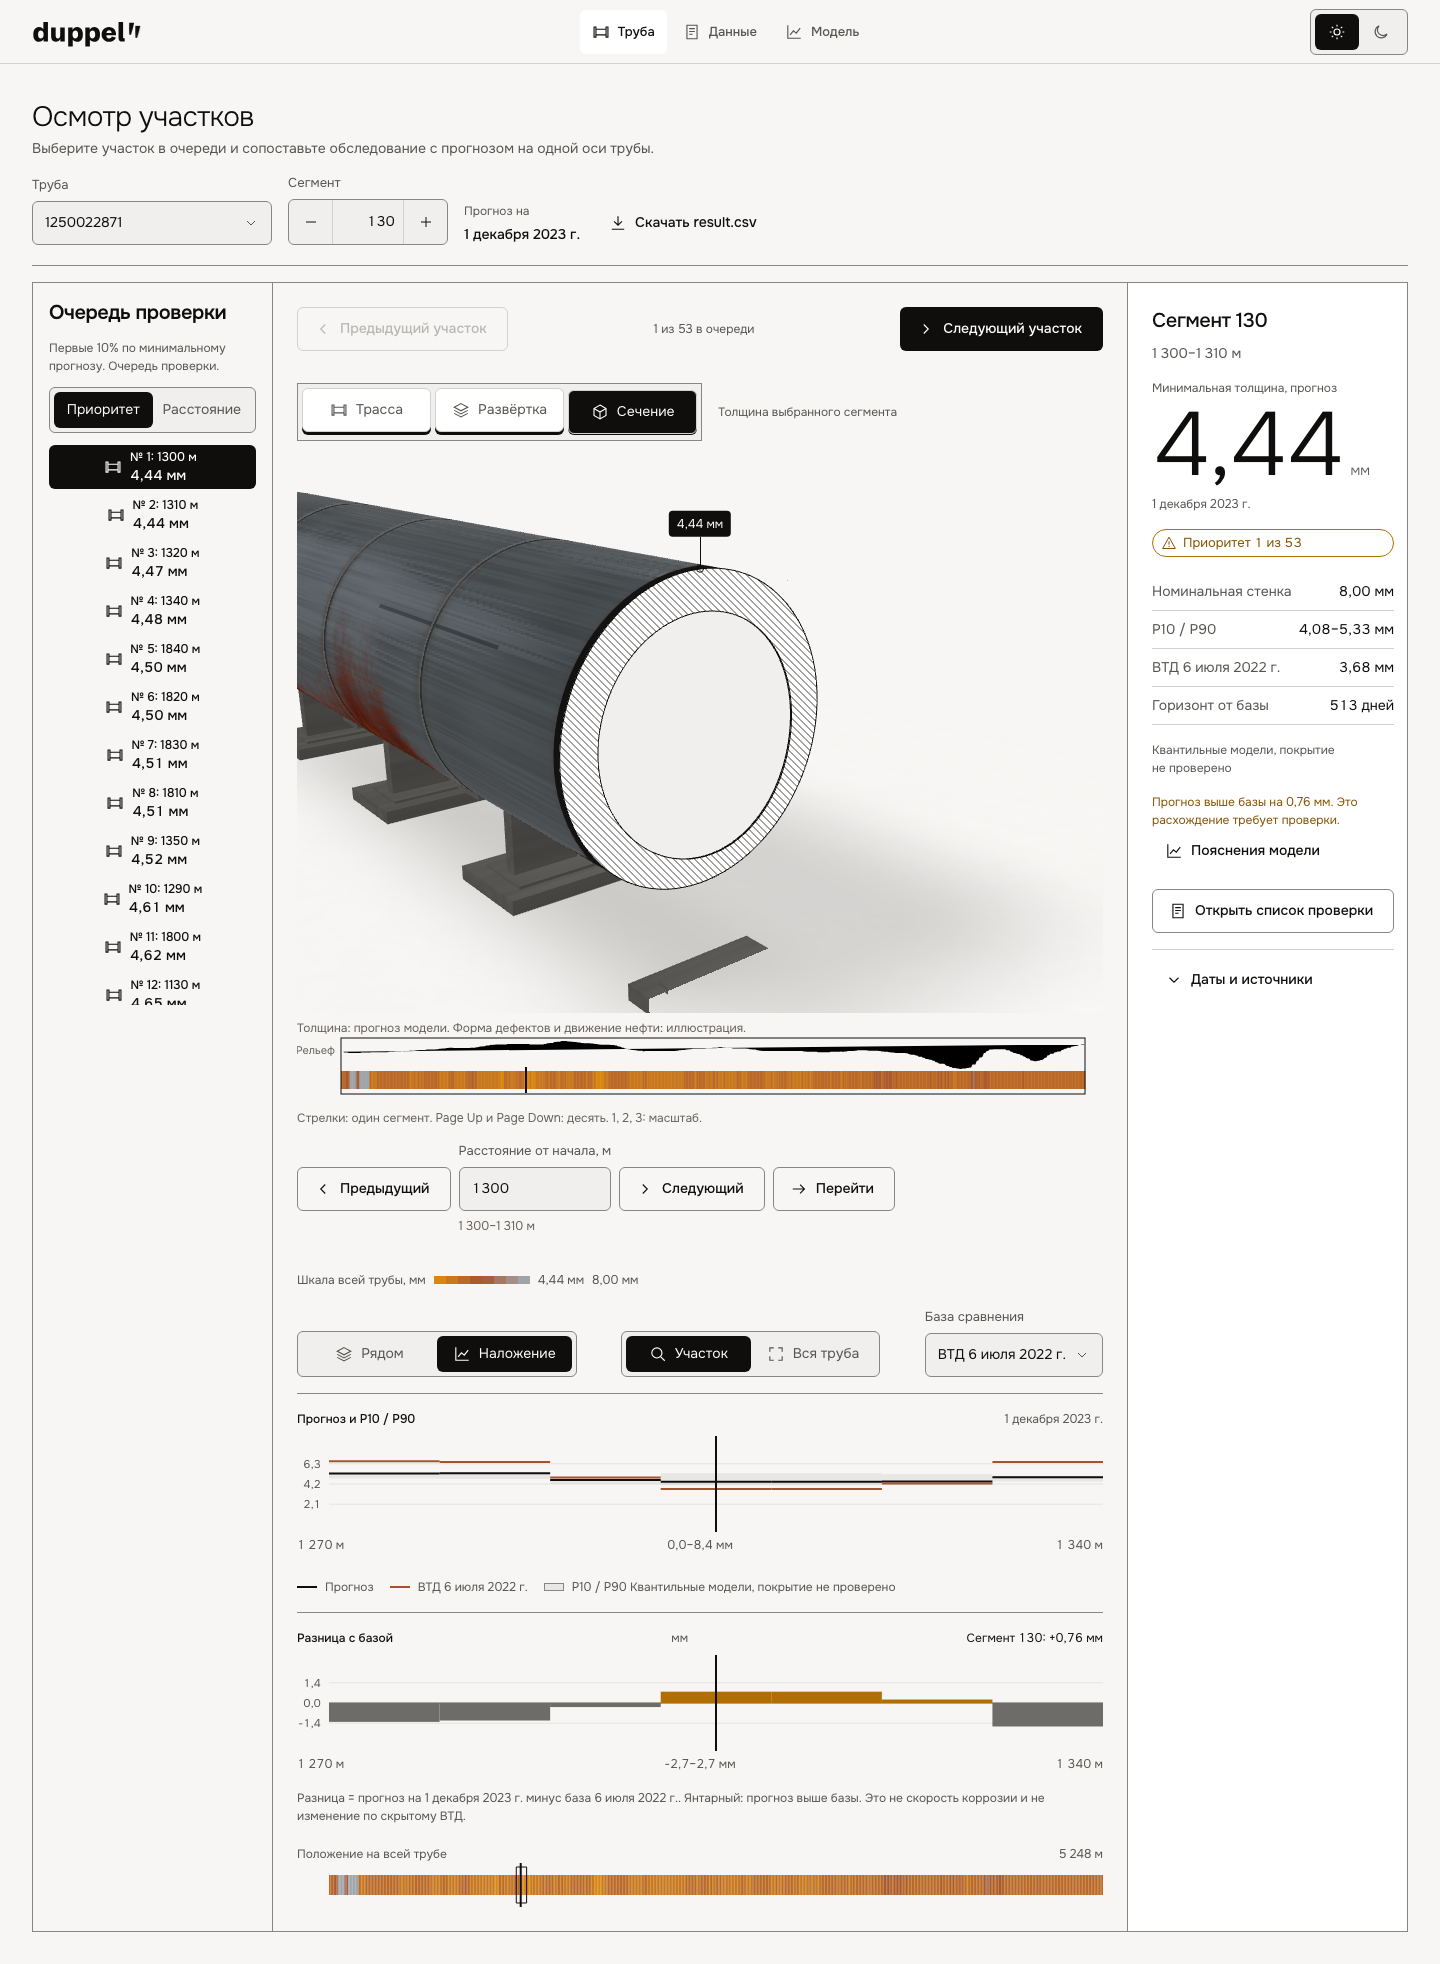 duppel
Труба
Данные
Модель
Осмотр участков
Выберите участок в очереди и сопоставьте обследование с прогнозом на одной оси трубы.
Труба
1250022871
Сегмент
130
Прогноз на
1 декабря 2023 г.
Скачать result.csv
Очередь проверки
Первые 10% по минимальному
прогнозу. Очередь проверки.
Приоритет
Расстояние
№ 1: 1300 м
4,44 мм
№ 2: 1310 м
4,44 мм
№ 3: 1320 м
4,47 мм
№ 4: 1340 м
4,48 мм
№ 5: 1840 м
4,50 мм
№ 6: 1820 м
4,50 мм
№ 7: 1830 м
4,51 мм
№ 8: 1810 м
4,51 мм
№ 9: 1350 м
4,52 мм
№ 10: 1290 м
4,61 мм
№ 11: 1800 м
4,62 мм
№ 12: 1130 м
4,65 мм
Предыдущий участок
1 из 53 в очереди
Следующий участок
Трасса
Развёртка
Сечение
Толщина выбранного сегмента
4,44 мм
Толщина: прогноз модели. Форма дефектов и движение нефти: иллюстрация.
Рельеф
Стрелки: один сегмент. Page Up и Page Down: десять. 1, 2, 3: масштаб.
Расстояние от начала, м
Предыдущий
1 300
Следующий
Перейти
1 300–1 310 м
Шкала всей трубы, мм
4,44 мм
8,00 мм
Рядом
Наложение
Участок
Вся труба
База сравнения
ВТД 6 июля 2022 г.
Прогноз и P10 / P90
1 декабря 2023 г.
6,3
4,2
2,1
1 270 м
0,0–8,4 мм
1 340 м
Прогноз
ВТД 6 июля 2022 г.
P10 / P90 Квантильные модели, покрытие не проверено
Разница с базой
мм
Сегмент 130: +0,76 мм
1,4
0,0
-1,4
1 270 м
-2,7–2,7 мм
1 340 м
Разница = прогноз на 1 декабря 2023 г. минус база 6 июля 2022 г.. Янтарный: прогноз выше базы. Это не скорость коррозии и не
изменение по скрытому ВТД.
Положение на всей трубе
5 248 м
Сегмент 130
1 300–1 310 м
Минимальная толщина, прогноз
4,44 мм
1 декабря 2023 г.
Приоритет 1 из 53
Номинальная стенка
8,00 мм
P10 / P90
4,08–5,33 мм
ВТД 6 июля 2022 г.
3,68 мм
Горизонт от базы
513 дней
Квантильные модели, покрытие
не проверено
Прогноз выше базы на 0,76 мм. Это
расхождение требует проверки.
Пояснения модели
Открыть список проверки
Даты и источники